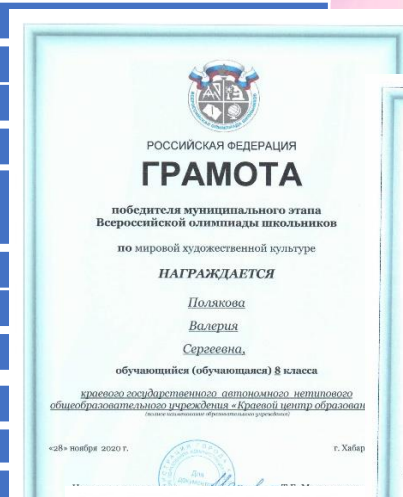 РОССИЙСКАЯ ФЕДЕРАЦИЯ
ГРАМОТА
победителя муниципального этапа
Всероссийской олимпиады школьников
по мировой художественной культуре
НАГРАЖДАЕТСЯ
Полякова
Валерия
Сергеевна,
обучающийся (обучающаяся) 8 класса
краевого государственного автономного нетипового
общеобразовательного учреждения «Краевой центр образован
«28» ноября 2020 г. г. Хабар